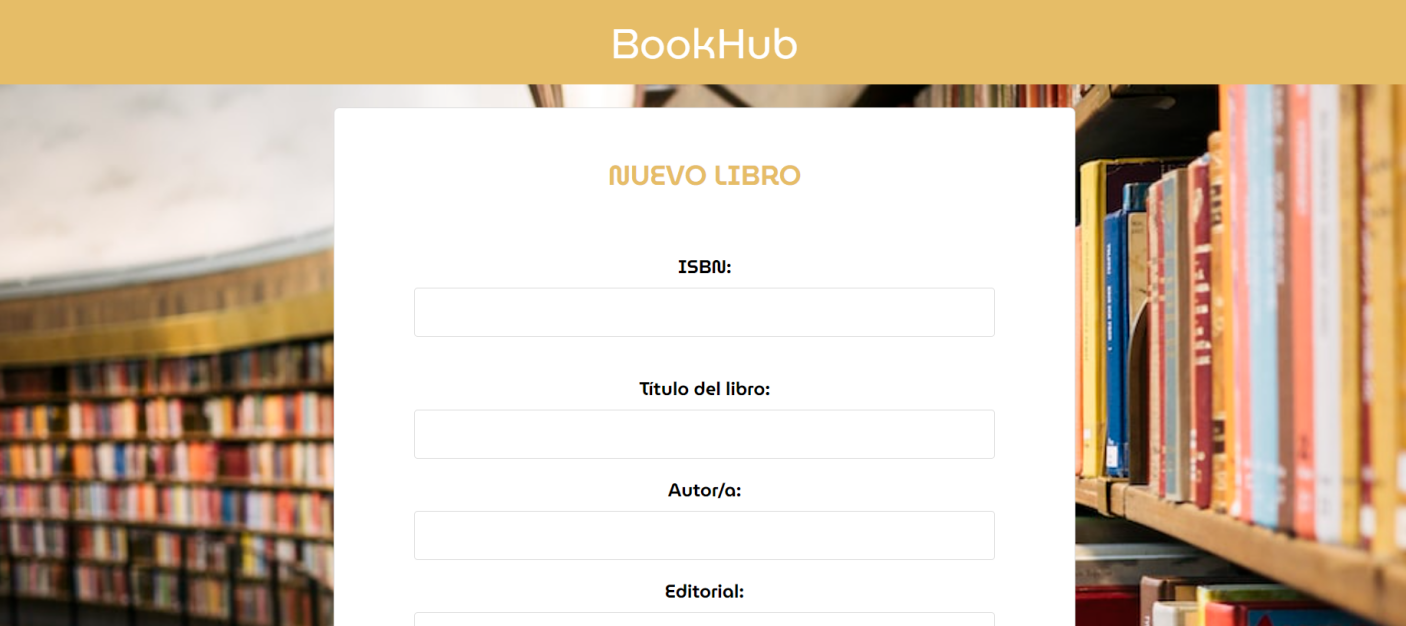 BookHub
NUEVO LIBRO
ISBN:
Título del libro:
Autor/a:
Editorial: